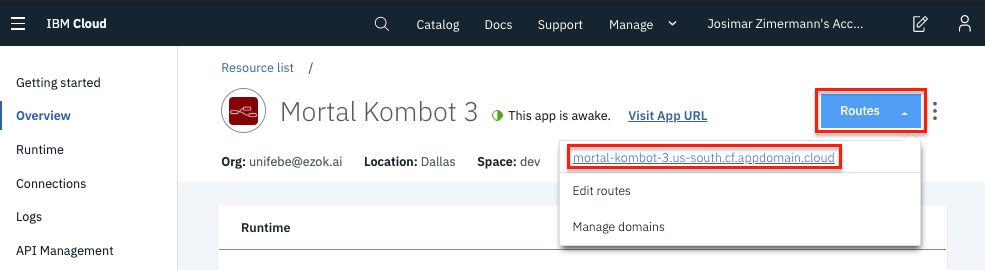 IBM Cloud Catalog Docs Support Manage Josimar Zimermann's Acc...
Resource list /
Getting started
Overview
Runtime
Connections
Logs
API Management
Mortal Kombot 3 This app is awake. Visit App URL Routes
Org: unifebe@ezok.ai Location: Dallas Space: dev
mortal-kombot-3.us-south.cf.appdomain.cloud
Edit routes
Manage domains
Runtime